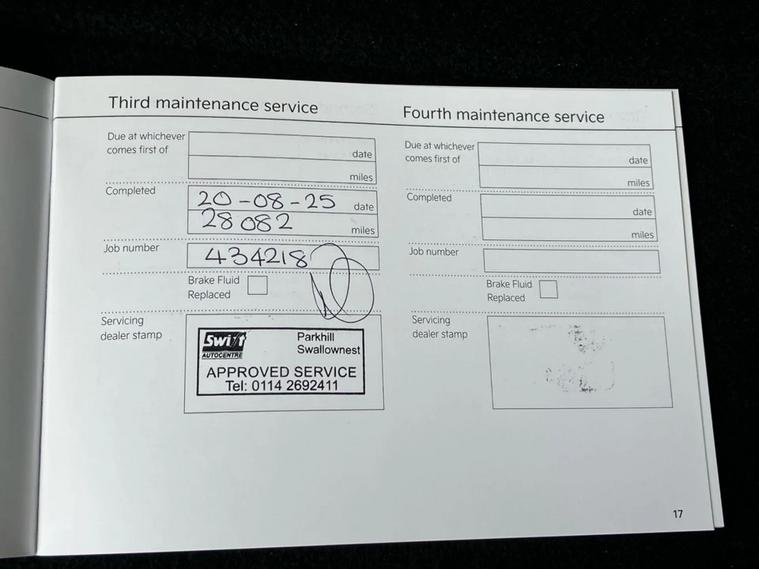 Third maintenance service
Due at whichever
comes first of
date
miles
Completed
20-08-25 date
28082 miles
Job number
434218
Brake Fluid
Replaced
Servicing
dealer stamp
Swift
AUTOCENTRE
Parkhill
Swallownest
APPROVED SERVICE
Tel: 0114 2692411
Fourth maintenance service
Due at whichever
comes first of
date
miles
Completed
date
miles
Job number
Brake Fluid
Replaced
Servicing
dealer stamp
17